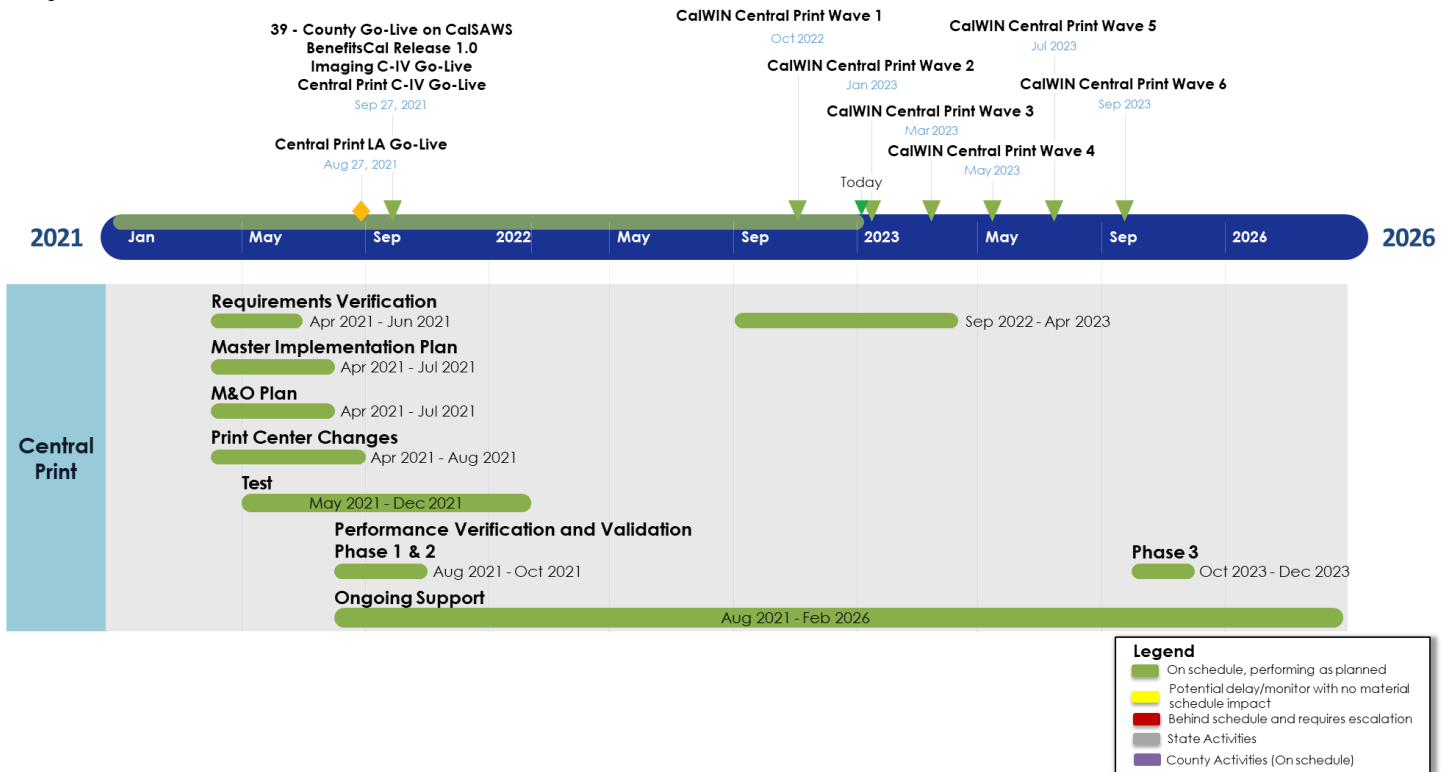 39 - County Go-Live on CalSAWS
BenefitsCal Release 1.0
Imaging C-IV Go-Live
Central Print C-IV Go-Live
Sep 27, 2021
Central Print LA Go-Live
Aug 27, 2021
CalWIN Central Print Wave 1
Oct 2022
CalWIN Central Print Wave 2
Jan 2023
CalWIN Central Print Wave 3
Mar 2023
CalWIN Central Print Wave 4
May 2023
CalWIN Central Print Wave 5
Jul 2023
CalWIN Central Print Wave 6
Sep 2023
Today
2021 Jan May Sep 2022 May Sep 2023 May Sep 2026 2026
Central
Print
Requirements Verification
Apr 2021 - Jun 2021
Sep 2022 - Apr 2023
Master Implementation Plan
Apr 2021 - Jul 2021
M&O Plan
Apr 2021 - Jul 2021
Print Center Changes
Apr 2021 - Aug 2021
Test
May 2021 - Dec 2021
Performance Verification and Validation
Phase 1 & 2
Aug 2021 - Oct 2021
Phase 3
Oct 2023 - Dec 2023
Ongoing Support
Aug 2021 - Feb 2026
Legend
On schedule, performing as planned
Potential delay/monitor with no material
schedule impact
Behind schedule and requires escalation
State Activities
County Activities (On schedule)